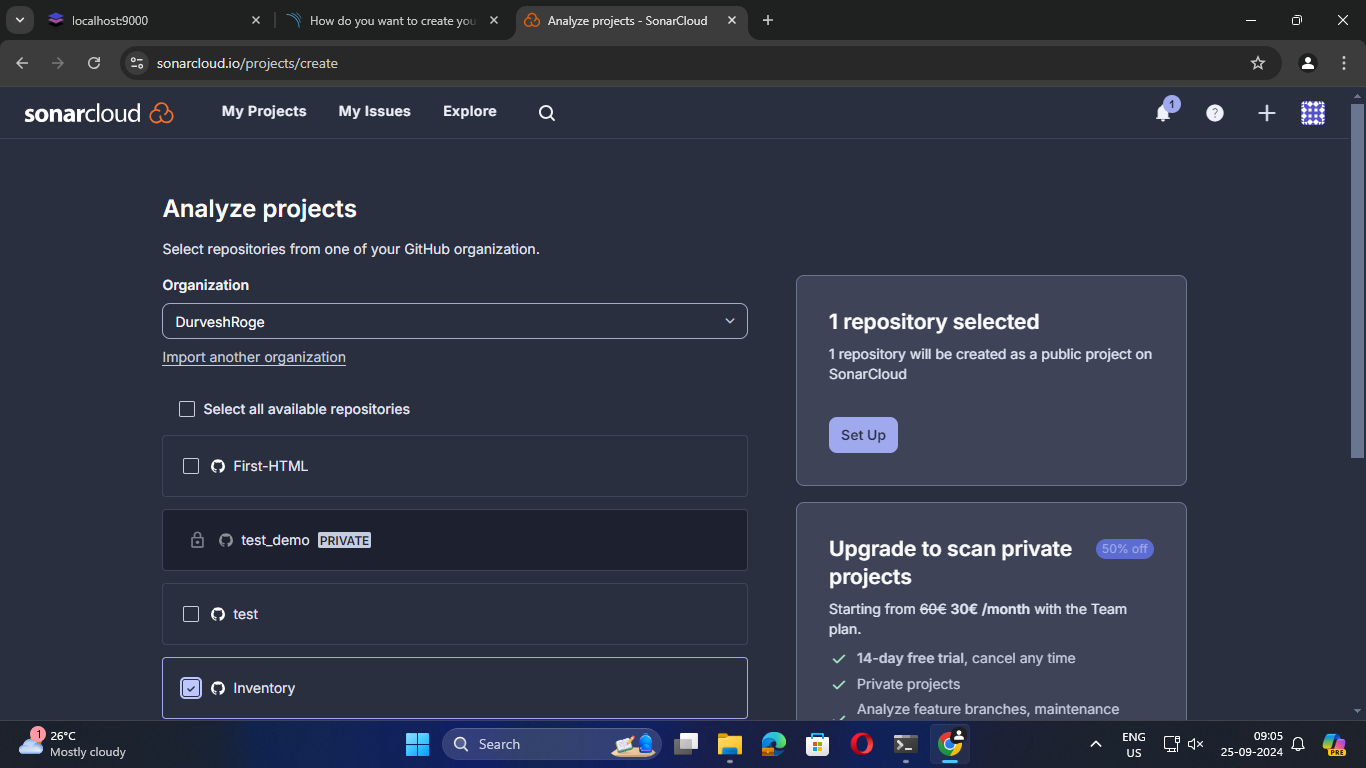 localhost:9000
How do you want to create you
Analyze projects - SonarCloud
sonarcloud.io/projects/create
sonarcloud
My Projects
My Issues
Explore
1
?
Analyze projects
Select repositories from one of your GitHub organization.
Organization
DurveshRoge
Import another organization
Select all available repositories
First-HTML
test_demo PRIVATE
test
Inventory
1 repository selected
1 repository will be created as a public project on
SonarCloud
Set Up
Upgrade to scan private
projects
50% off
Starting from 60€ 30€ /month with the Team
plan.
14-day free trial, cancel any time
Private projects
Analyze feature branches, maintenance
1
26°C
Mostly cloudy
Search
ENG
US
09:05
25-09-2024
PRE